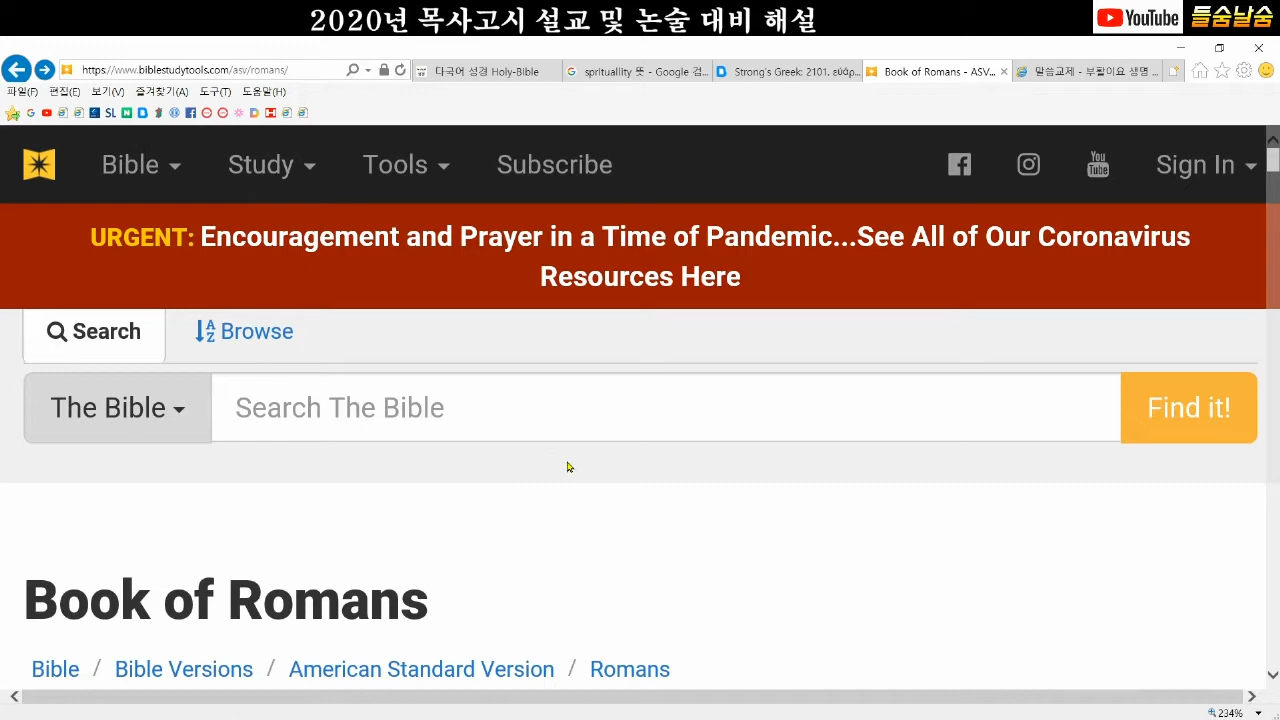 2020년 목사고시 설교 및 논술 대비 해설
YouTube 들숨날숨
https://www.biblestudytools.com/asv/romans/
다국어 성경 Holy-Bible
sprituallity 뜻 - Google 검...
Strong's Greek: 2101. εὐάρ...
Book of Romans - ASV...
말씀교제 - 부활이요 생명 ...
파일(F) 편집(E) 보기(V) 즐겨찾기(A) 도구(T) 도움말(H)
Bible Study Tools Subscribe You Tube Sign In
URGENT: Encouragement and Prayer in a Time of Pandemic...See All of Our Coronavirus
Resources Here
Search Browse
The Bible Search The Bible Find it!
Book of Romans
Bible / Bible Versions / American Standard Version / Romans
234%